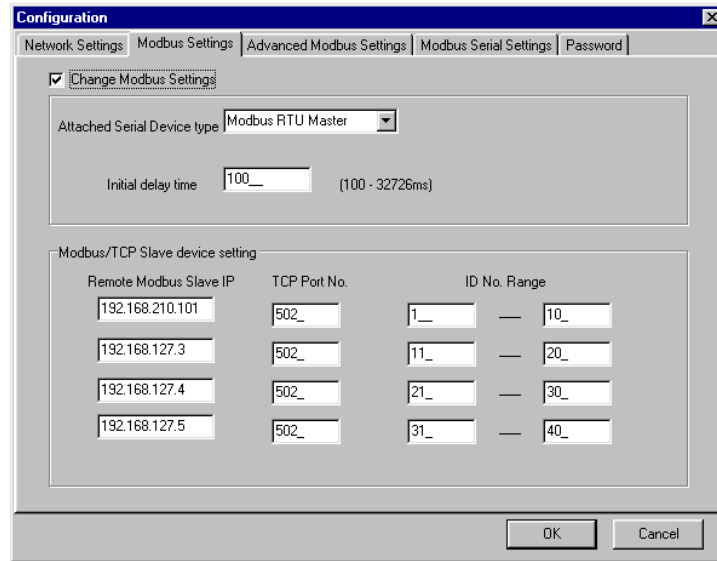 Configuration
Network Settings Modbus Settings Advanced Modbus Settings Modbus Serial Settings Password
Change Modbus Settings
Attached Serial Device type Modbus RTU Master
Initial delay time 100__ (100 - 32726ms)
Modbus/TCP Slave device setting
Remote Modbus Slave IP TCP Port No. ID No. Range
192.168.210.101 502_ 1__ — 10_
192.168.127.3 502_ 11_ — 20_
192.168.127.4 502_ 21_ — 30_
192.168.127.5 502_ 31_ — 40_
OK Cancel